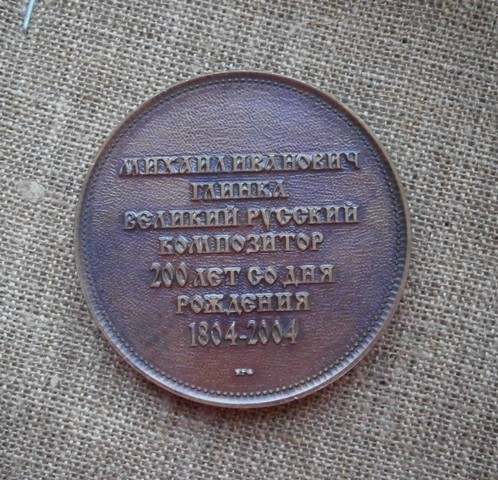 МИХАИЛ ИВАНОВИЧ
ГЛИНКА
ВЕЛИКИЙ РУССКИЙ
КОМПОЗИТОР
200 ЛЕТ СО ДНЯ
РОЖДЕНИЯ
1804-2004